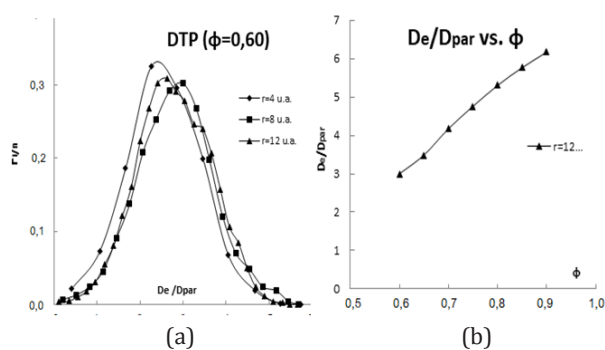 DTP (ϕ=0,60)
0,3
0,2
0,1
0,0
r=4 u.a.
r=8 u.a.
r=12 u.a.
De /Dpar
(a)
De/Dpar vs. ϕ
De/Dpar
7
6
5
4
3
2
1
0
r=12...
ϕ
0,5 0,6 0,7 0,8 0,9 1,0
(b)